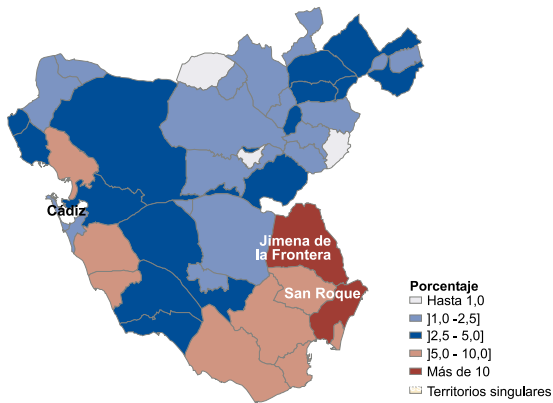 Cádiz
Jimena de
la Frontera
San Roque
Porcentaje
Hasta 1,0
]1,0 -2,5]
]2,5 - 5,0]
]5,0 - 10,0]
Más de 10
Territorios singulares